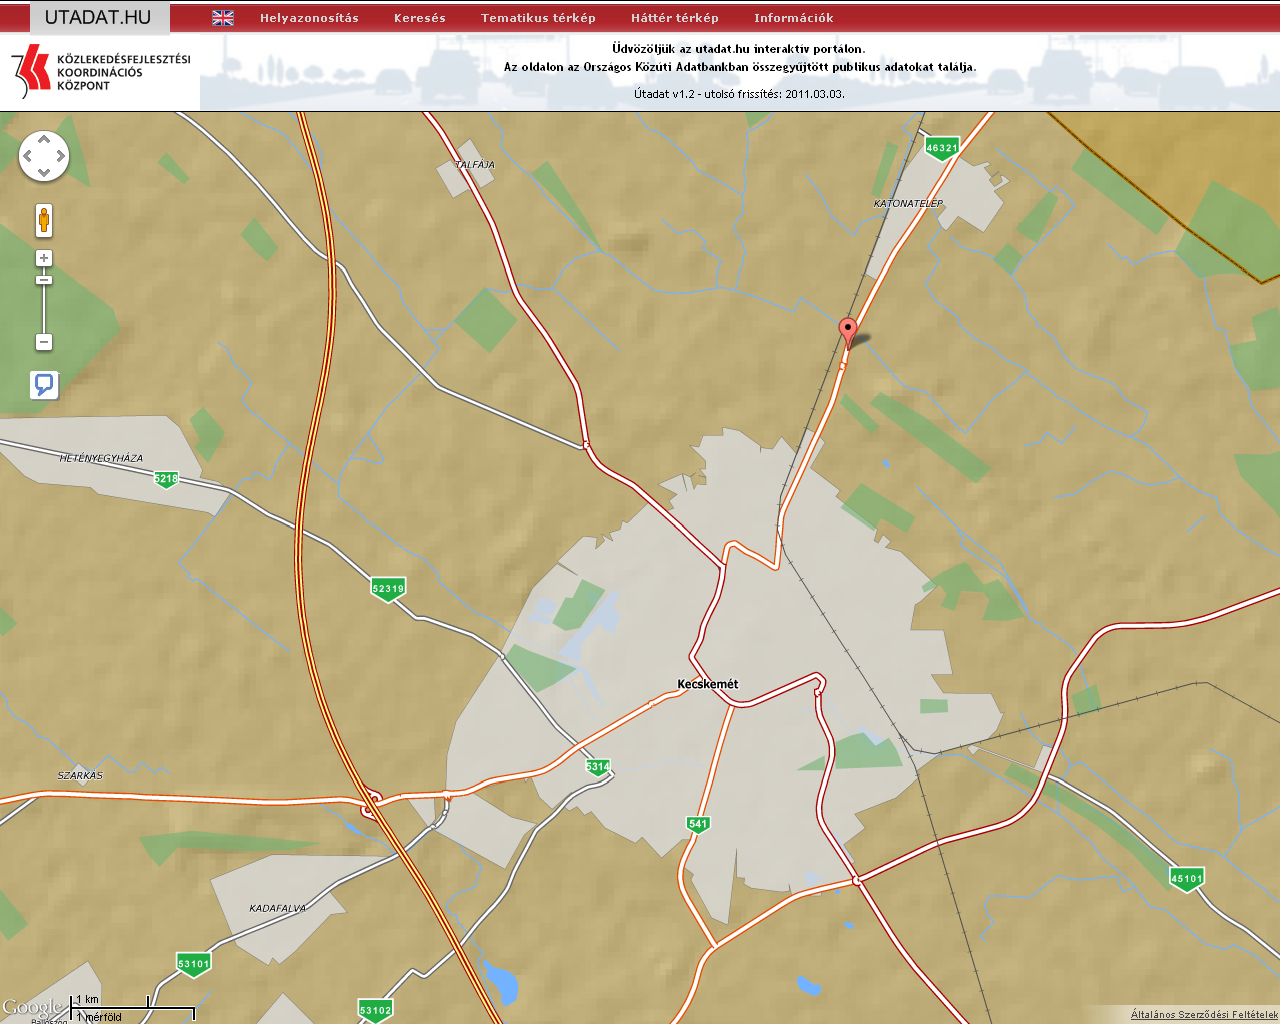 UTADAT.HU
Helyazonosítás Keresés Tematikus térkép Háttér térkép Információk
KÖZLEKEDÉSFEJLESZTÉSI
KOORDINÁCIÓS
KÖZPONT
Üdvözöljük az utadat.hu interaktív portálon.
Az oldalon az Országos Közúti Adatbankban összegyűjtött publikus adatokat találja.
Útadat v1.2 - utolsó frissítés: 2011.03.03.
46321
TALFÁJA
KATONATELEP
HETÉNYEGYHÁZA
5218
52319
Kecskemét
5314
SZARKÁS
541
45101
KADAFALVA
53101
53102
Google
1 km
1 mérföld
Ballószög
Általános Szerződési Feltételek